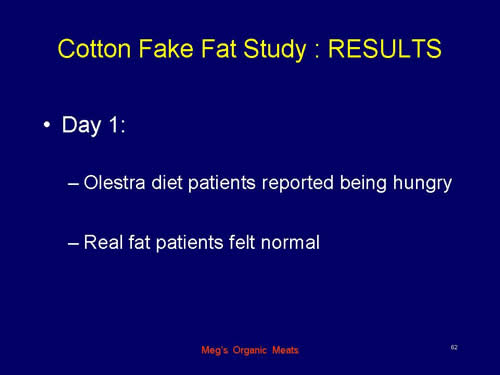 Cotton Fake Fat Study : RESULTS
• Day 1:
– Olestra diet patients reported being hungry
– Real fat patients felt normal
Meg's Organic Meats
62